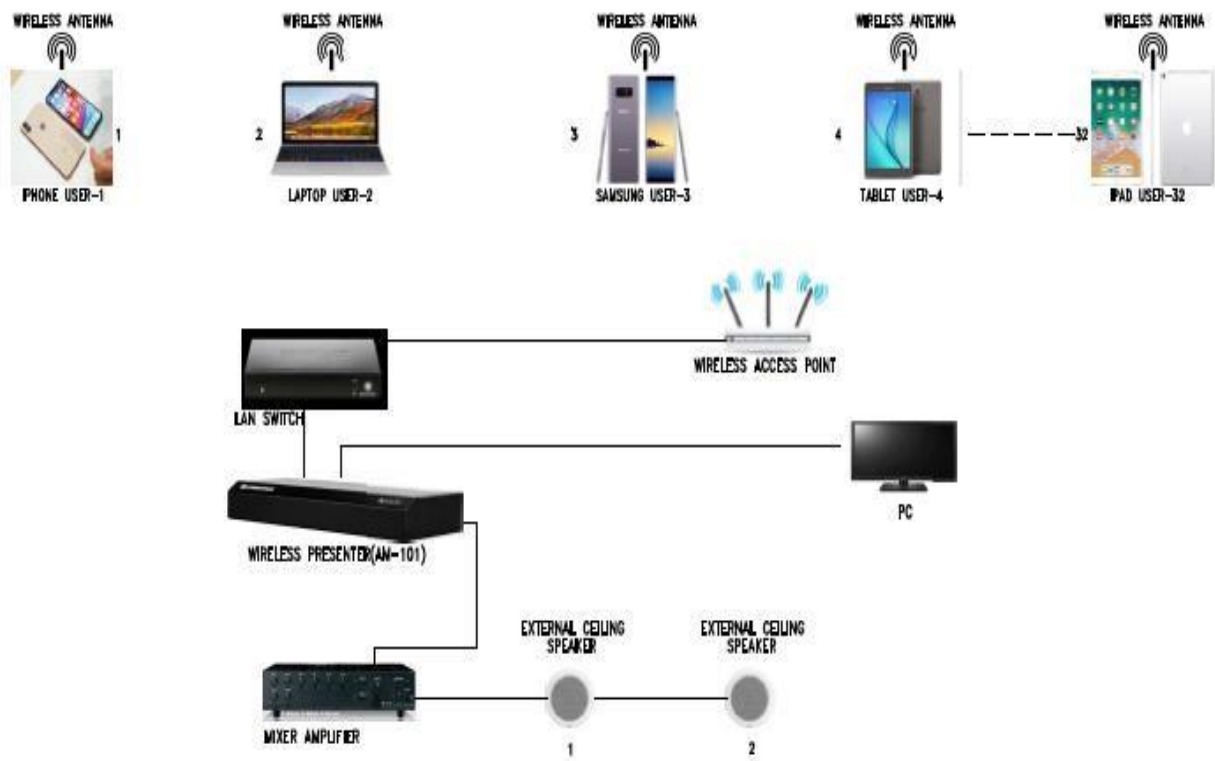 WIRELESS ANTENNA
WIRELESS ANTENNA
WIRELESS ANTENNA
WIRELESS ANTENNA
WIRELESS ANTENNA
1
2
3
4
32
IPHONE USER-1
LAPTOP USER-2
SAMSUNG USER-3
TABLET USER-4
IPAD USER-32
WIRELESS ACCESS POINT
LAN SWITCH
PC
WIRELESS PRESENTER(AM-101)
EXTERNAL CEILING
SPEAKER
EXTERNAL CEILING
SPEAKER
MIXER AMPLIFIER
1
2